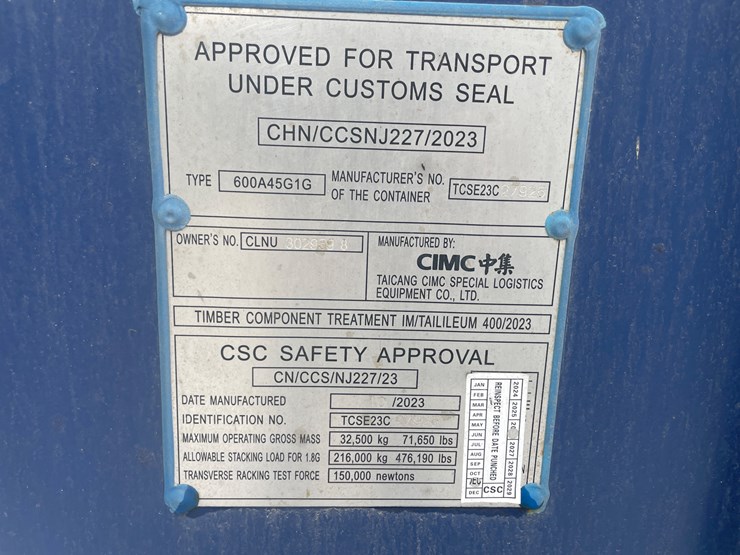 APPROVED FOR TRANSPORT
UNDER CUSTOMS SEAL
CHN/CCSNJ227/2023
TYPE 600A45G1G MANUFACTURER'S NO. OF THE CONTAINER TCSE23C
OWNER'S NO. CLNU
MANUFACTURED BY:
CIMC中集
TAICANG CIMC SPECIAL LOGISTICS
EQUIPMENT CO., LTD.
TIMBER COMPONENT TREATMENT IM/TAILILEUM 400/2023
CSC SAFETY APPROVAL
CN/CCS/NJ227/23
DATE MANUFACTURED /2023
IDENTIFICATION NO. TCSE23C
MAXIMUM OPERATING GROSS MASS 32,500 kg 71,650 lbs
ALLOWABLE STACKING LOAD FOR 1.8G 216,000 kg 476,190 lbs
TRANSVERSE RACKING TEST FORCE 150,000 newtons
JAN
FEB
MAR
APR
MAY
JUN
JUL
AUG
SEP
OCT
DEC
REINSPECT BEFORE DATE PUNCHED
CSC
2024 2025 2027 2028 2029